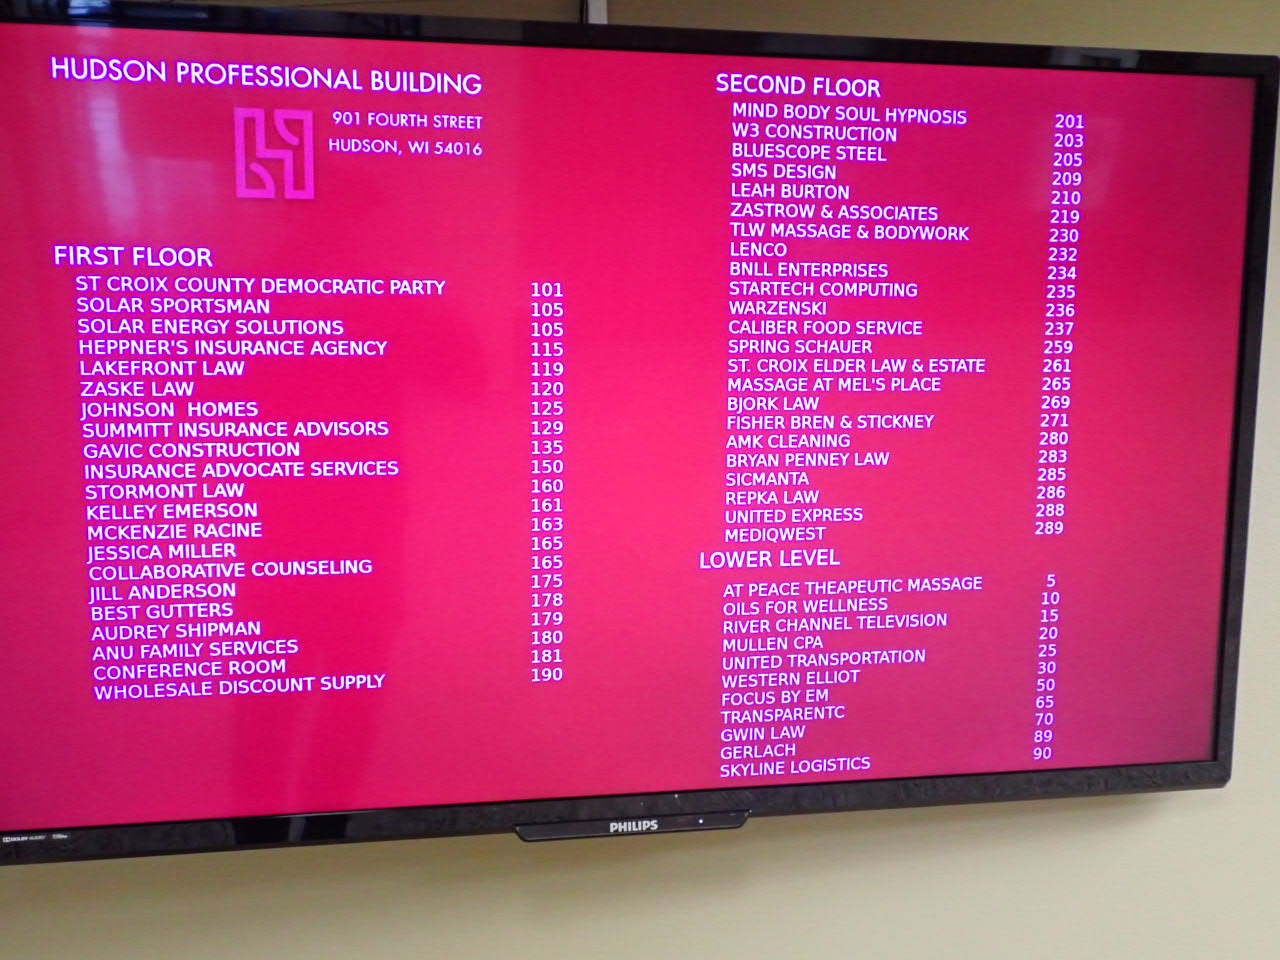 HUDSON PROFESSIONAL BUILDING
901 FOURTH STREET
HUDSON, WI 54016
FIRST FLOOR
ST CROIX COUNTY DEMOCRATIC PARTY 101
SOLAR SPORTSMAN 105
SOLAR ENERGY SOLUTIONS 105
HEPPNER'S INSURANCE AGENCY 115
LAKEFRONT LAW 119
ZASKE LAW 120
JOHNSON HOMES 125
SUMMITT INSURANCE ADVISORS 129
GAVIC CONSTRUCTION 135
INSURANCE ADVOCATE SERVICES 150
STORMONT LAW 160
KELLEY EMERSON 161
MCKENZIE RACINE 163
JESSICA MILLER 165
COLLABORATIVE COUNSELING 165
JILL ANDERSON 175
BEST GUTTERS 178
AUDREY SHIPMAN 179
ANU FAMILY SERVICES 180
CONFERENCE ROOM 181
WHOLESALE DISCOUNT SUPPLY 190
SECOND FLOOR
MIND BODY SOUL HYPNOSIS 201
W3 CONSTRUCTION 203
BLUESCOPE STEEL 205
SMS DESIGN 209
LEAH BURTON 210
ZASTROW & ASSOCIATES 219
TLW MASSAGE & BODYWORK 230
LENCO 232
BNLL ENTERPRISES 234
STARTECH COMPUTING 235
WARZENSKI 236
CALIBER FOOD SERVICE 237
SPRING SCHAUER 259
ST. CROIX ELDER LAW & ESTATE 261
MASSAGE AT MEL'S PLACE 265
BJORK LAW 269
FISHER BREN & STICKNEY 271
AMK CLEANING 280
BRYAN PENNEY LAW 283
SICMANTA 285
REPKA LAW 286
UNITED EXPRESS 288
MEDIQWEST 289
LOWER LEVEL
AT PEACE THEAPEUTIC MASSAGE 5
OILS FOR WELLNESS 10
RIVER CHANNEL TELEVISION 15
MULLEN CPA 20
UNITED TRANSPORTATION 25
WESTERN ELLIOT 30
FOCUS BY EM 50
TRANSPARENTC 65
GWIN LAW 70
GERLACH 89
SKYLINE LOGISTICS 90
DOLBY AUDIO
PHILIPS